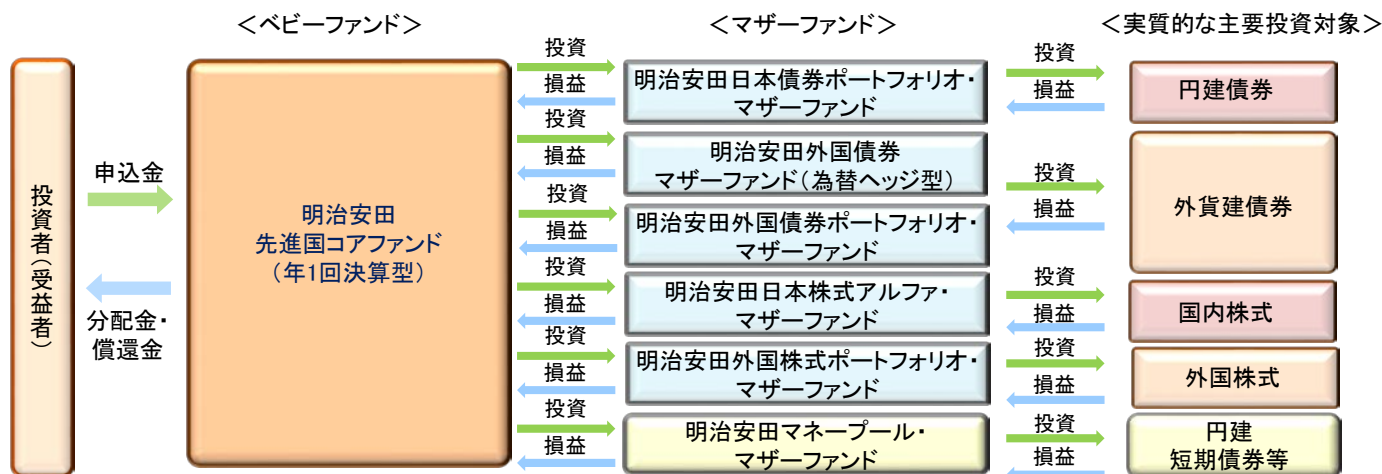 ＜ベビーファンド＞
＜マザーファンド＞
＜実質的な主要投資対象＞
投資者（受益者）
申込金
分配金・
償還金
明治安田
先進国コアファンド
（年1回決算型）
投資
損益
明治安田日本債券ポートフォリオ・
マザーファンド
投資
損益
円建債券
投資
損益
明治安田外国債券
マザーファンド（為替ヘッジ型）
投資
損益
明治安田外国債券ポートフォリオ・
マザーファンド
投資
損益
外貨建債券
投資
損益
明治安田日本株式アルファ・
マザーファンド
投資
損益
国内株式
投資
損益
明治安田外国株式ポートフォリオ・
マザーファンド
投資
損益
外国株式
投資
損益
明治安田マネープール・
マザーファンド
投資
損益
円建
短期債券等